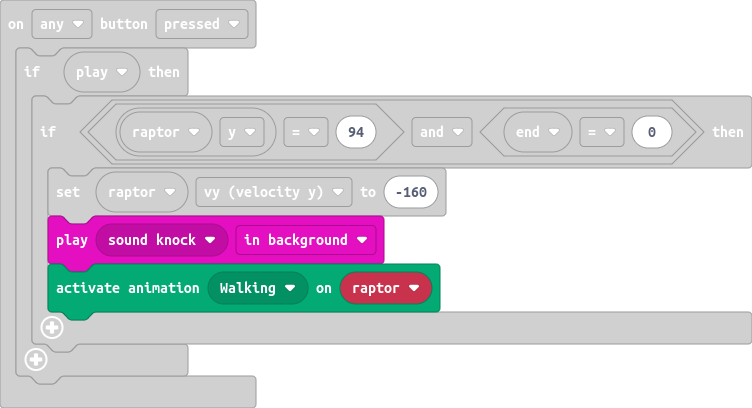 on any button pressed
if play then
if raptor y = 94 and end = 0 then
set raptor vy (velocity y) to -160
play sound knock in background
activate animation Walking on raptor